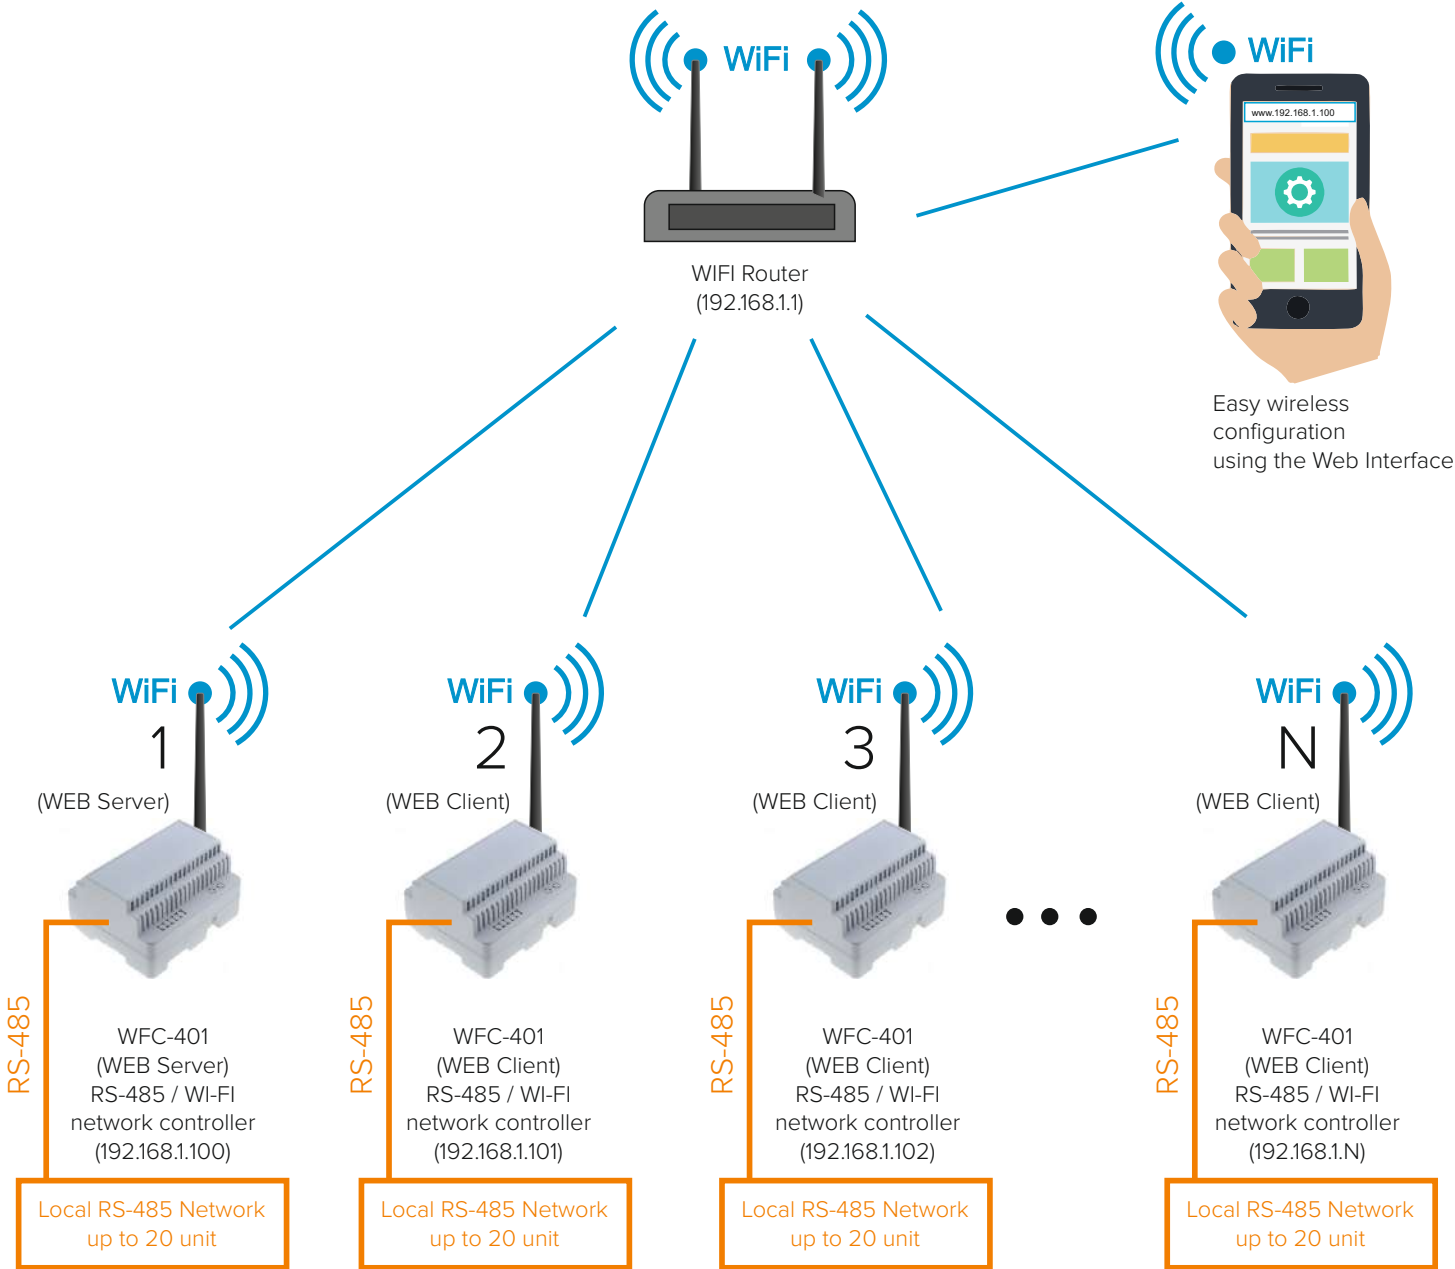 WiFi
WiFi
www.192.168.1.100
WIFI Router
(192.168.1.1)
Easy wireless
configuration
using the Web Interface
WiFi
1
(WEB Server)
WiFi
2
(WEB Client)
WiFi
3
(WEB Client)
WiFi
N
(WEB Client)
RS-485
WFC-401
(WEB Server)
RS-485 / WI-FI
network controller
(192.168.1.100)
Local RS-485 Network
up to 20 unit
RS-485
WFC-401
(WEB Client)
RS-485 / WI-FI
network controller
(192.168.1.101)
Local RS-485 Network
up to 20 unit
RS-485
WFC-401
(WEB Client)
RS-485 / WI-FI
network controller
(192.168.1.102)
Local RS-485 Network
up to 20 unit
RS-485
WFC-401
(WEB Client)
RS-485 / WI-FI
network controller
(192.168.1.N)
Local RS-485 Network
up to 20 unit